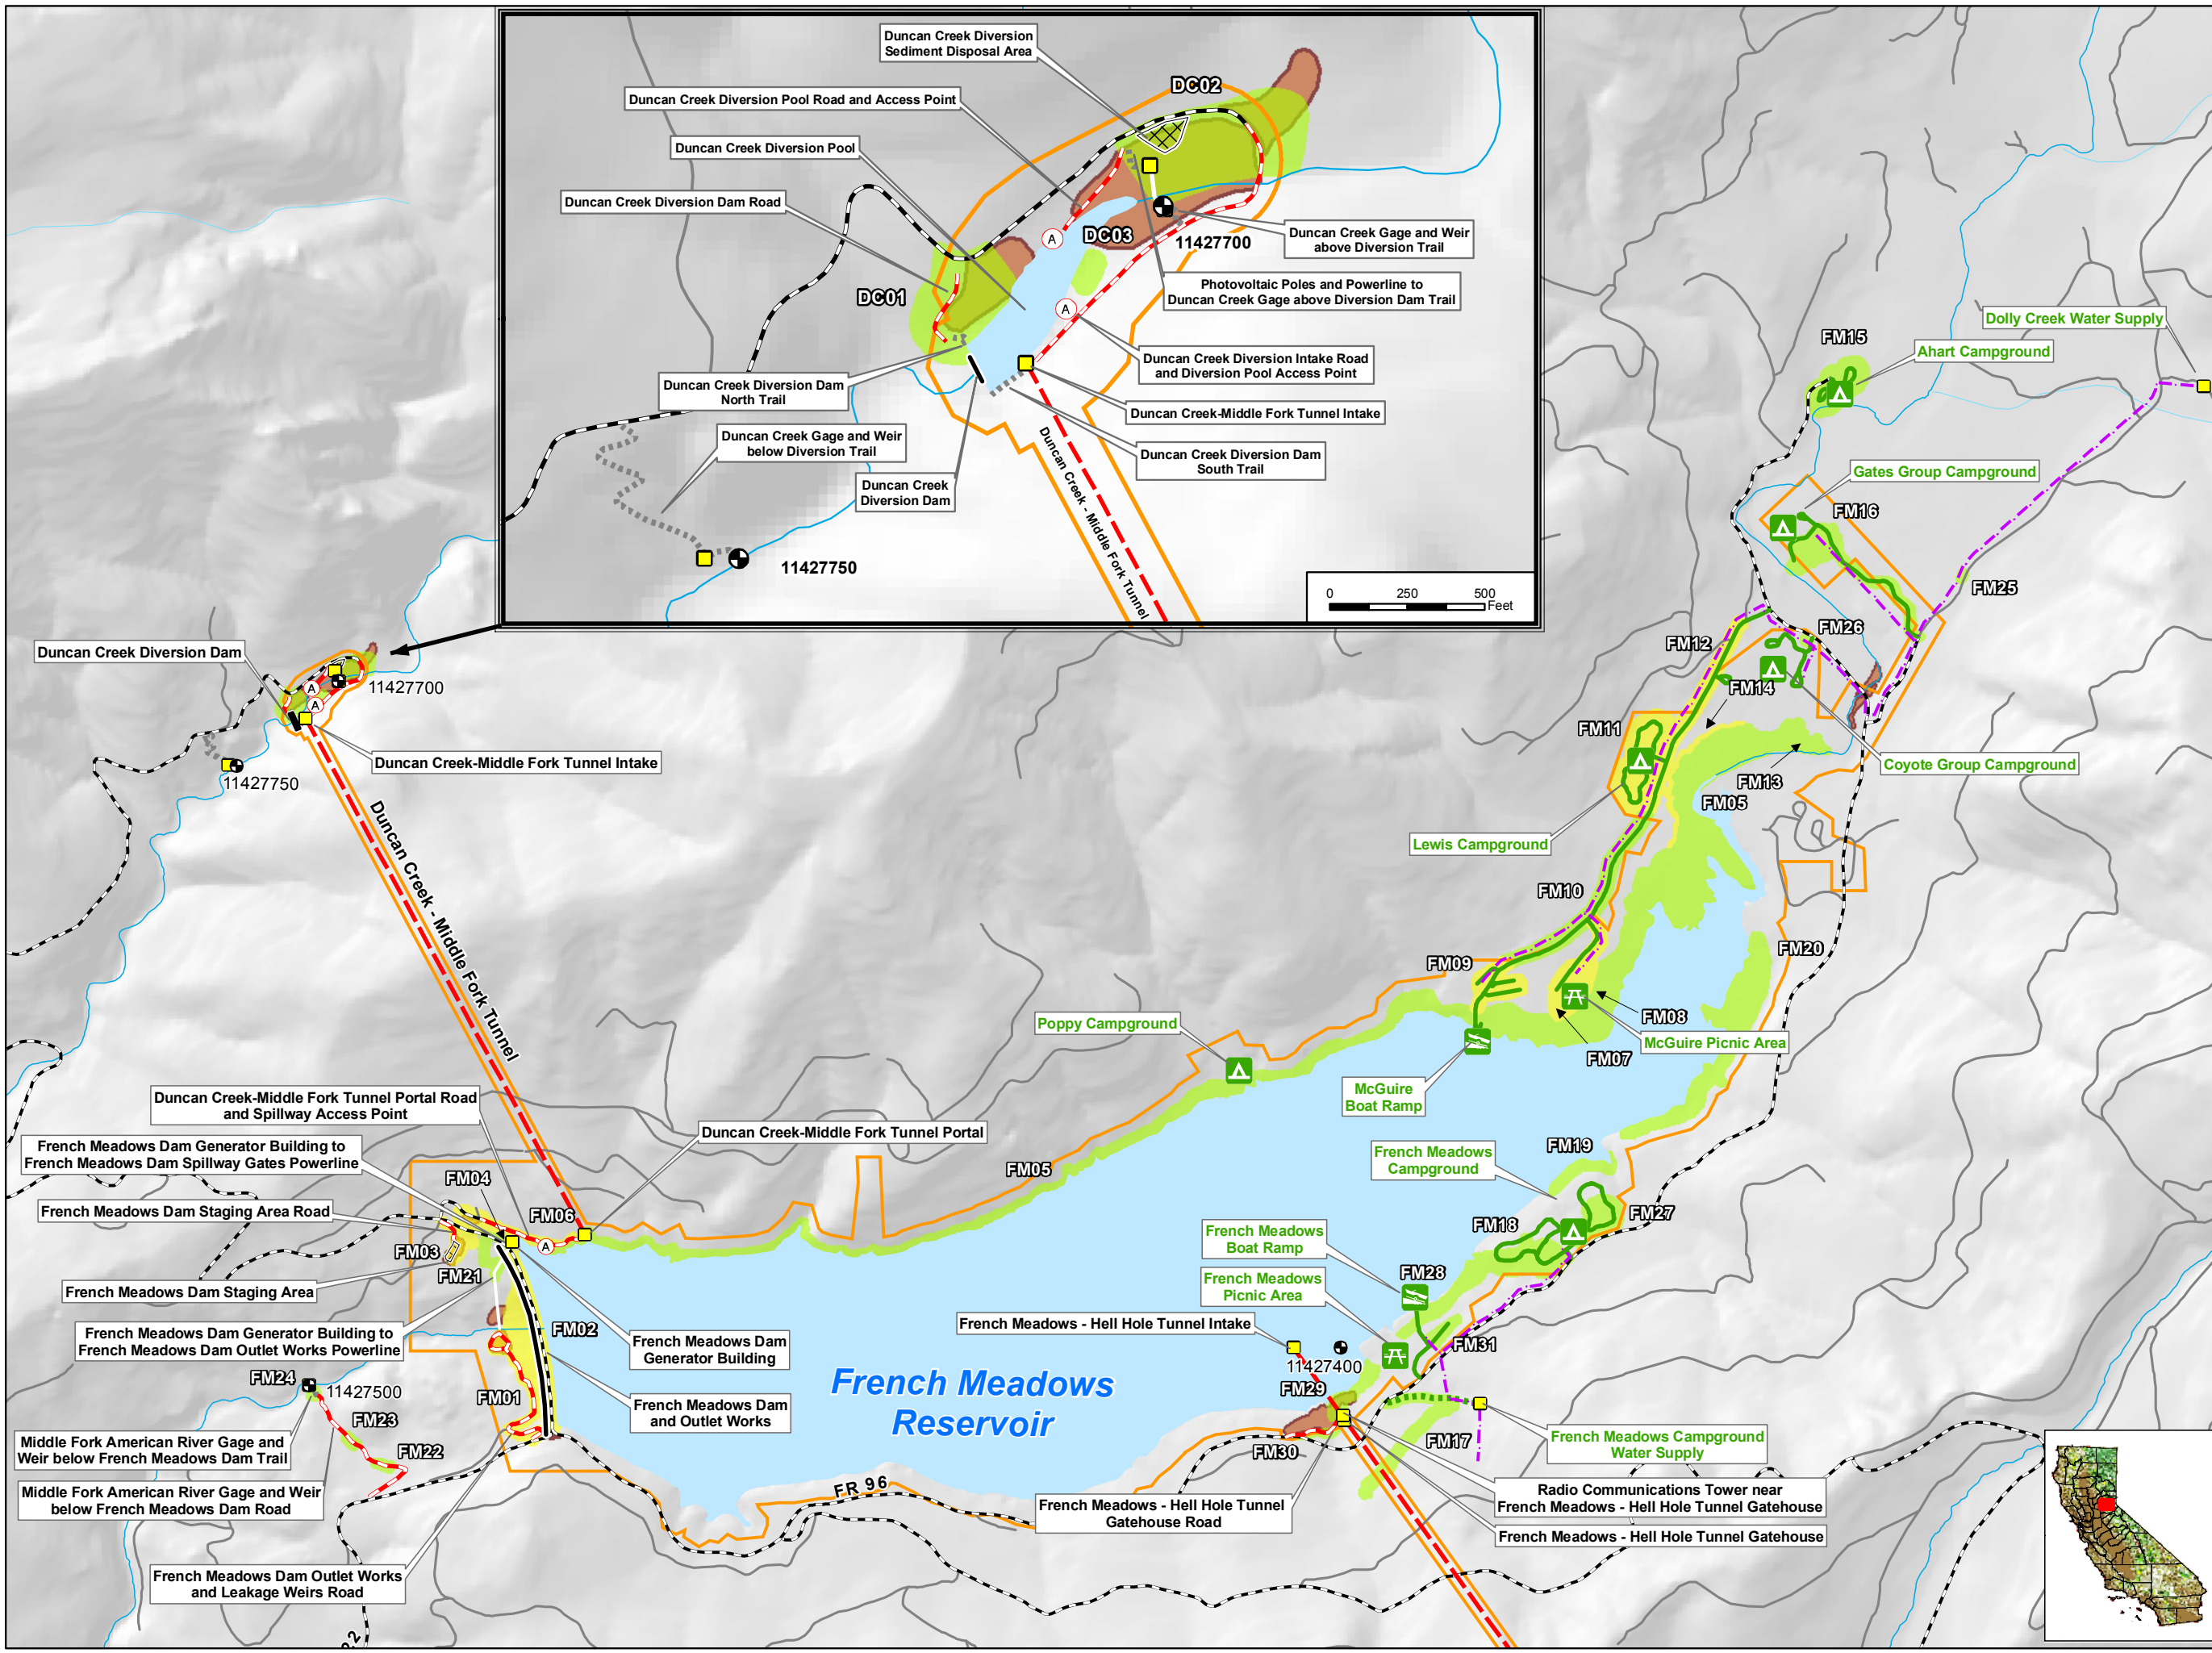 Duncan Creek Diversion
Sediment Disposal Area
DC02
Duncan Creek Diversion Pool Road and Access Point
Duncan Creek Diversion Pool
Duncan Creek Diversion Dam Road
A
DC03
11427700
Duncan Creek Gage and Weir
above Diversion Trail
DC01
Photovoltaic Poles and Powerline to
Duncan Creek Gage above Diversion Dam Trail
A
Duncan Creek Diversion Intake Road
and Diversion Pool Access Point
Duncan Creek Diversion Dam
North Trail
Duncan Creek-Middle Fork Tunnel Intake
Duncan Creek Gage and Weir
below Diversion Trail
Duncan Creek Diversion Dam
South Trail
Duncan Creek
Diversion Dam
Duncan Creek - Middle Fork Tunnel
11427750
0 250 500
Feet
Dolly Creek Water Supply
FM15
Ahart Campground
Gates Group Campground
FM16
FM25
FM26
FM12
FM14
FM11
Coyote Group Campground
FM13
FM05
Lewis Campground
FM10
FM20
FM09
FM08
McGuire Picnic Area
FM07
McGuire
Boat Ramp
Poppy Campground
Duncan Creek Diversion Dam
11427700
A
A
Duncan Creek-Middle Fork Tunnel Intake
11427750
Duncan Creek - Middle Fork Tunnel
Duncan Creek-Middle Fork Tunnel Portal Road
and Spillway Access Point
Duncan Creek-Middle Fork Tunnel Portal
French Meadows Dam Generator Building to
French Meadows Dam Spillway Gates Powerline
FM04
FM05
French Meadows Dam Staging Area Road
FM06
A
FM03
FM21
French Meadows Dam Staging Area
French Meadows Dam Generator Building to
French Meadows Dam Outlet Works Powerline
FM02
French Meadows Dam
Generator Building
FM24
11427500
FM01
French Meadows Dam
and Outlet Works
FM23
FM22
Middle Fork American River Gage and
Weir below French Meadows Dam Trail
Middle Fork American River Gage and Weir
below French Meadows Dam Road
French Meadows Dam Outlet Works
and Leakage Weirs Road
French Meadows
Reservoir
FR 96
FM19
French Meadows
Campground
FM27
FM18
French Meadows
Boat Ramp
FM28
French Meadows
Picnic Area
French Meadows - Hell Hole Tunnel Intake
11427400
FM31
FM29
FM30
FM17
French Meadows Campground
Water Supply
Radio Communications Tower near
French Meadows - Hell Hole Tunnel Gatehouse
French Meadows - Hell Hole Tunnel
Gatehouse Road
French Meadows - Hell Hole Tunnel Gatehouse